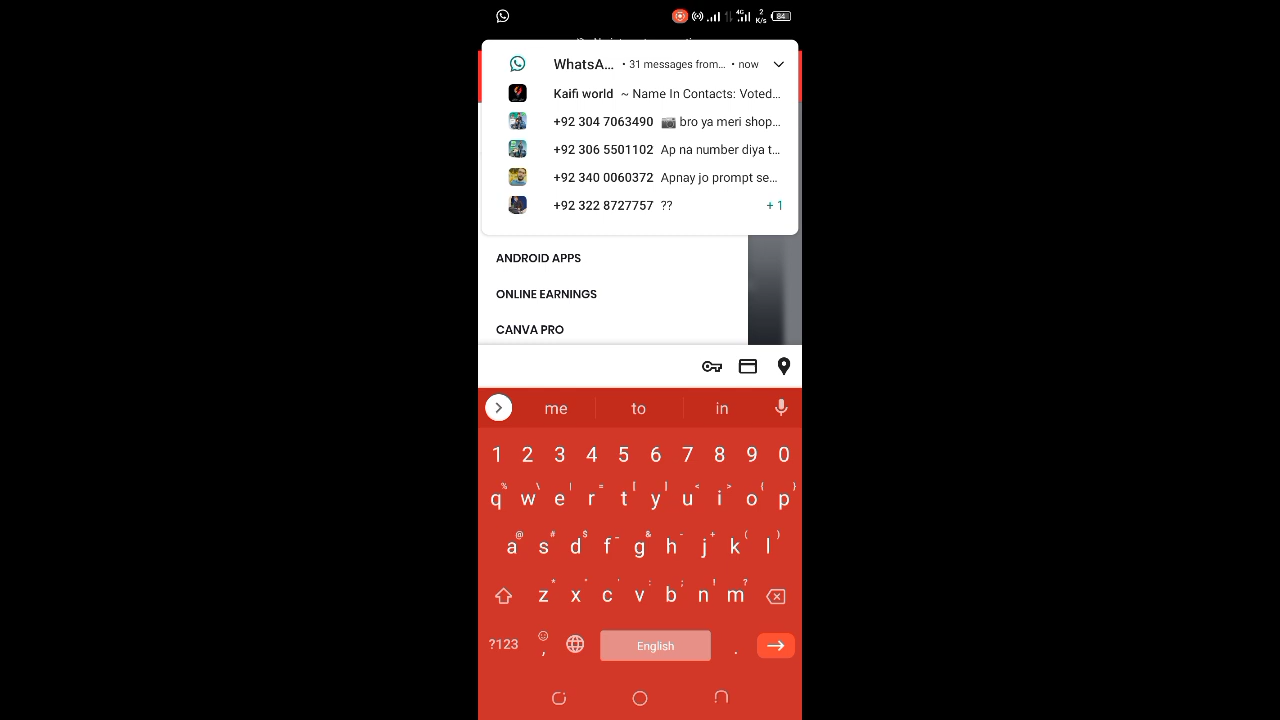 4G 2 K/s 84
WhatsA... • 31 messages from... • now
Kaifi world ~ Name In Contacts: Voted...
+92 304 7063490 📷 bro ya meri shop...
+92 306 5501102 Ap na number diya t...
+92 340 0060372 Apnay jo prompt se...
+92 322 8727757 ?? + 1
ANDROID APPS
ONLINE EARNINGS
CANVA PRO
me to in
1 2 3 4 5 6 7 8 9 0
% \ | = [ ] < > { }
q w e r t y u i o p
@ # $ _ & - + ( )
a s d f g h j k l
* " ' : ; ! ?
z x c v b n m
?123 , English .